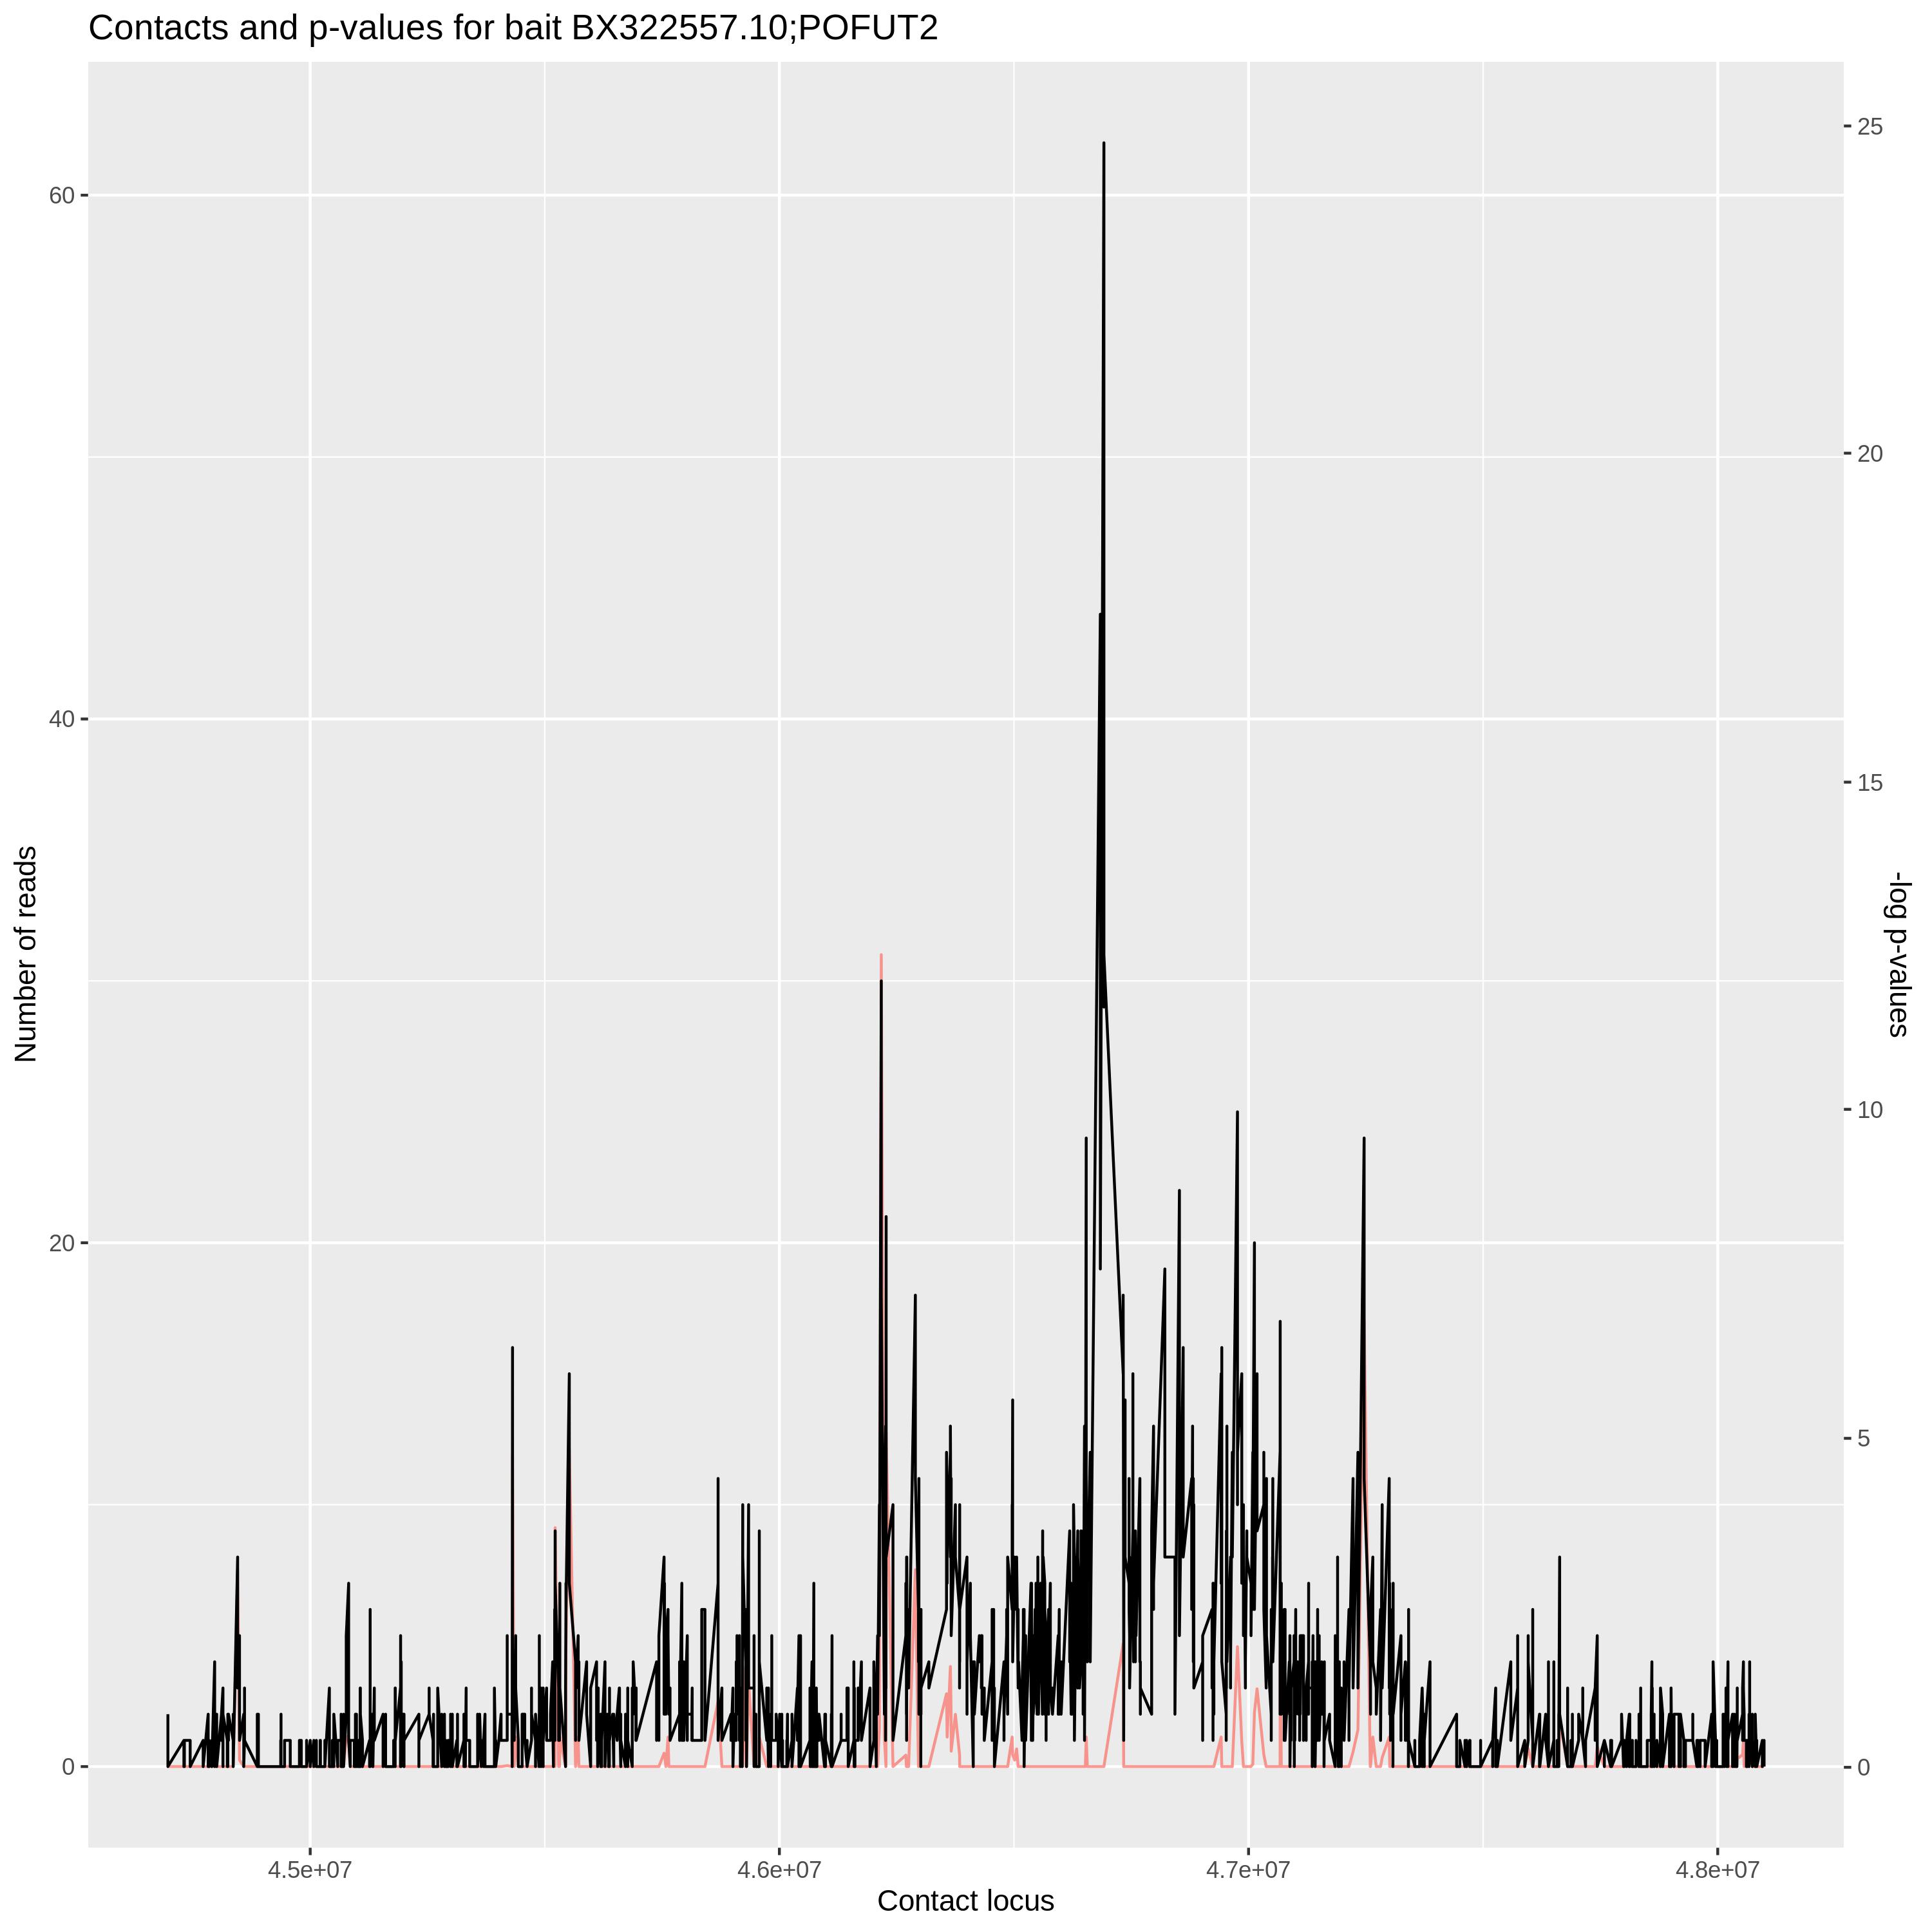 Contacts and p-values for bait BX322557.10;POFUT2
Number of reads
60
40
20
0
25
20
15
10
5
0
-log p-values
4.5e+07
4.6e+07
4.7e+07
4.8e+07
Contact locus